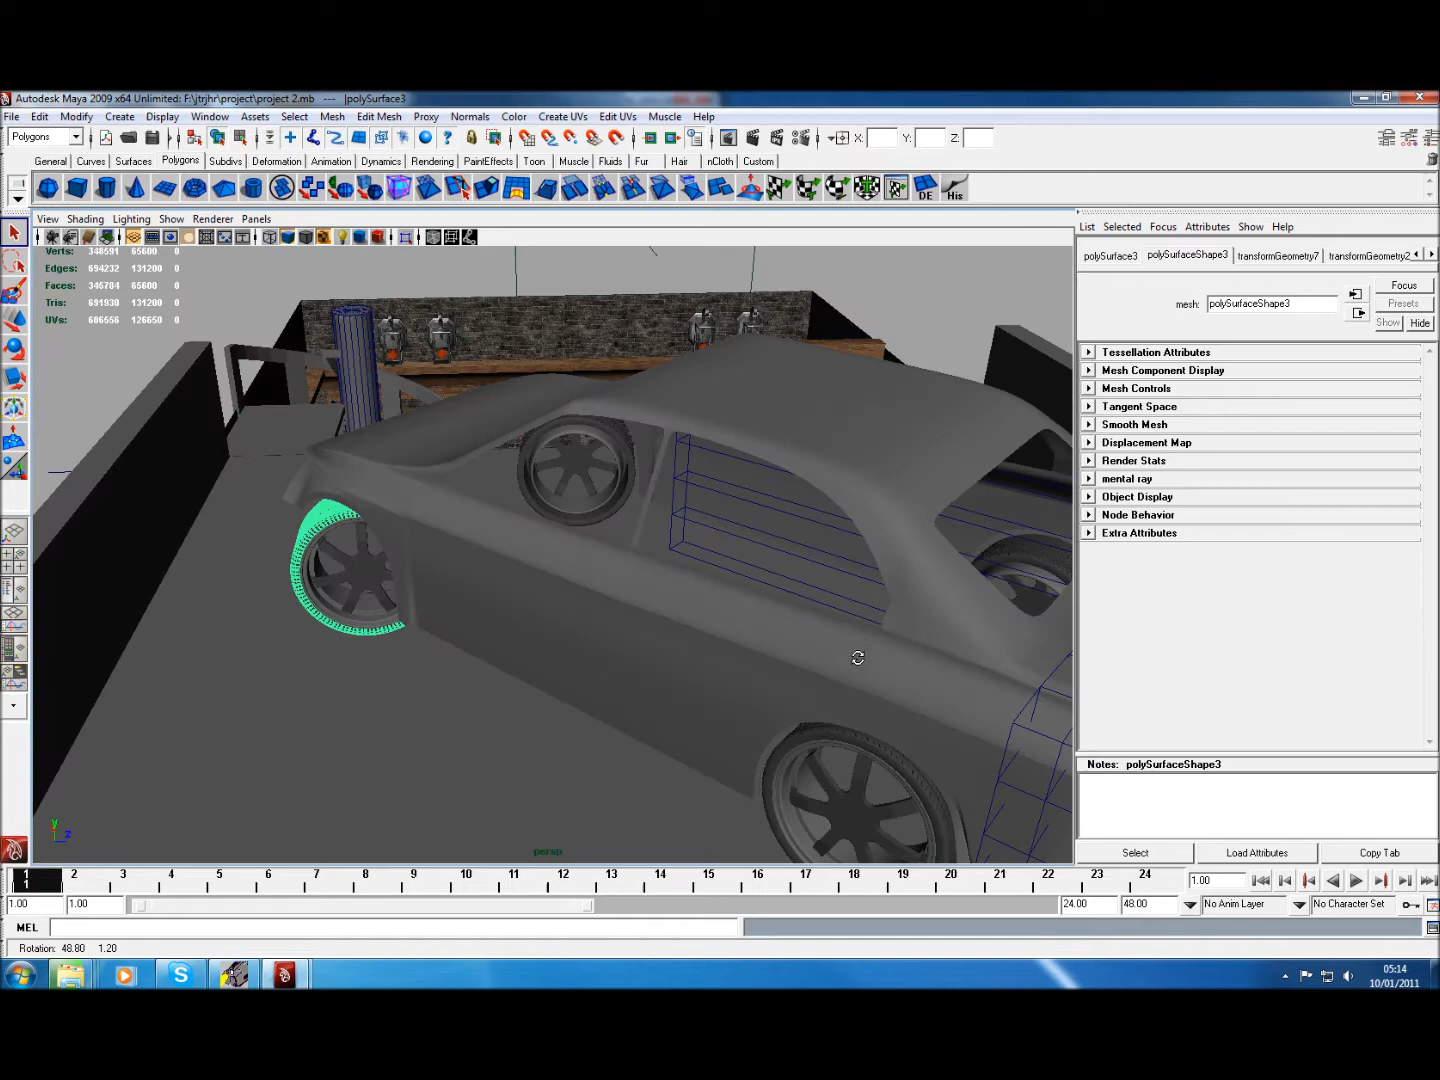 Autodesk Maya 2009 x64 Unlimited: F:\jtrjhr\project\project 2.mb --- |polySurface3
File Edit Modify Create Display Window Assets Select Mesh Edit Mesh Proxy Normals Color Create UVs Edit UVs Muscle Help
Polygons X: Y: Z:
General Curves Surfaces Polygons Subdivs Deformation Animation Dynamics Rendering PaintEffects Toon Muscle Fluids Fur Hair nCloth Custom
DE His
View Shading Lighting Show Renderer Panels
List Selected Focus Attributes Show Help
Verts: 348591 65600 0
Edges: 694232 131200 0
Faces: 345784 65600 0
Tris: 691930 131200 0
UVs: 606556 126650 0
polySurface3 polySurfaceShape3 transformGeometry7 transformGeometry2
Focus
mesh: polySurfaceShape3
Presets
Show Hide
Tessellation Attributes
Mesh Component Display
Mesh Controls
Tangent Space
Smooth Mesh
Displacement Map
Render Stats
mental ray
Object Display
Node Behavior
Extra Attributes
Notes: polySurfaceShape3
y
z
persp
Select Load Attributes Copy Tab
1 2 3 4 5 6 7 8 9 10 11 12 13 14 15 16 17 18 19 20 21 22 23 24
1
1.00
1.00 1.00 24.00 48.00 No Anim Layer No Character Set
MEL
Rotation: 48.80 1.20
05:14
10/01/2011